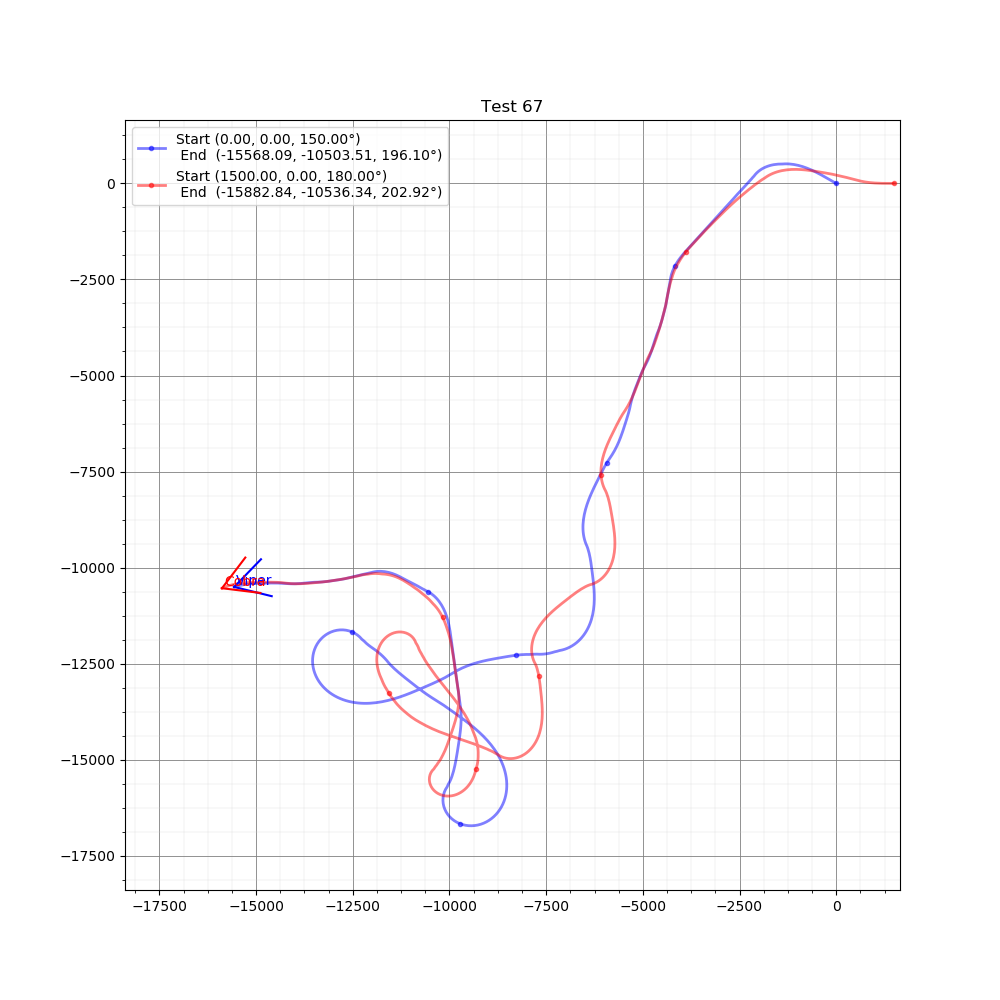 Test 67
Start (0.00, 0.00, 150.00°)
End (-15568.09, -10503.51, 196.10°)
Start (1500.00, 0.00, 180.00°)
End (-15882.84, -10536.34, 202.92°)
0
−2500
−5000
−7500
−10000
−12500
−15000
−17500
−17500 −15000 −12500 −10000 −7500 −5000 −2500 0